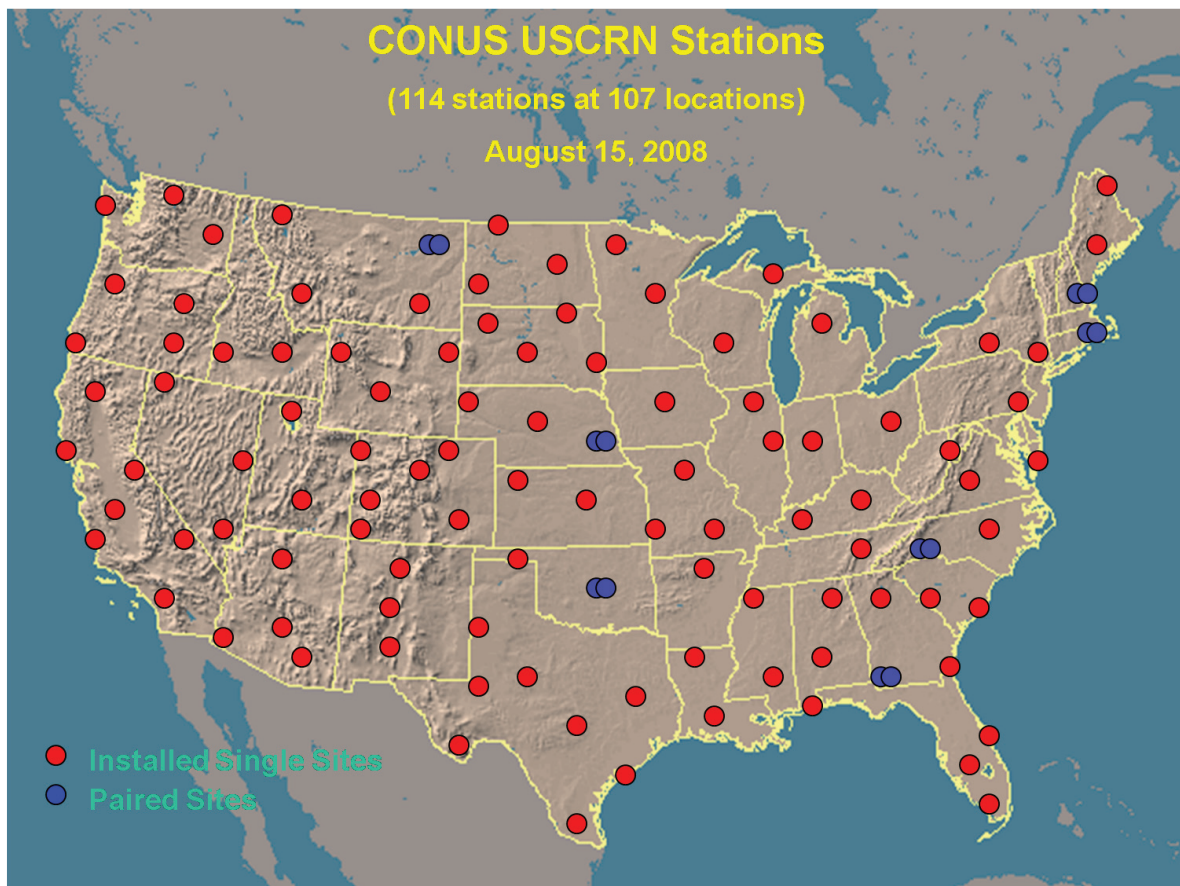 CONUS USCRN Stations
(114 stations at 107 locations)
August 15, 2008
Installed Single Sites
Paired Sites